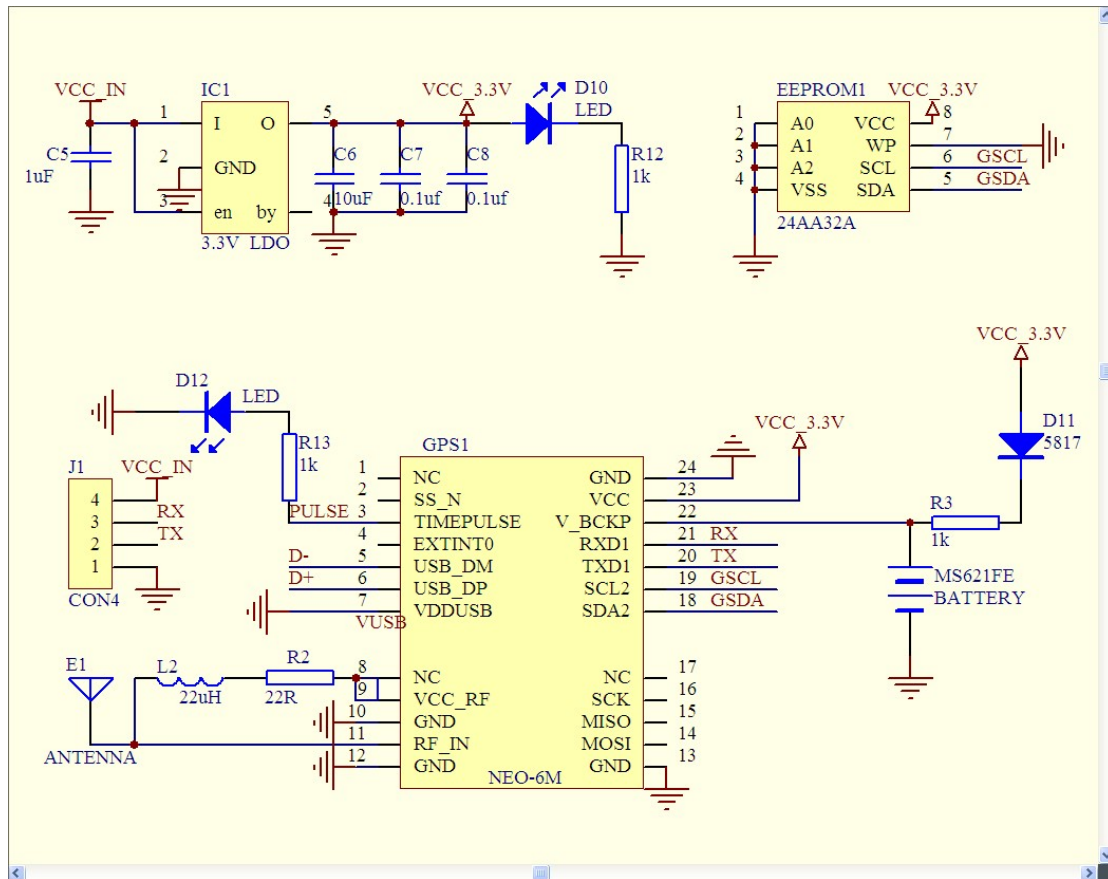 VCC_IN
IC1
1
I
O
5
C5
1uF
2
GND
3
en
by
4
3.3V LDO
C6
10uF
C7
0.1uf
C8
0.1uf
VCC_3.3V
D10
LED
R12
1k
EEPROM1
VCC_3.3V
1
A0
VCC
8
2
A1
WP
7
3
A2
SCL
6
GSCL
4
VSS
SDA
5
GSDA
24AA32A
D12
LED
R13
1k
J1
VCC_IN
4
3
RX
2
TX
1
CON4
GPS1
1
NC
GND
24
VCC_3.3V
2
SS_N
VCC
23
PULSE
3
TIMEPULSE
V_BCKP
22
4
EXTINT0
RXD1
21
RX
D-
5
USB_DM
TXD1
20
TX
D+
6
USB_DP
SCL2
19
GSCL
7
VUSB
VDDUSB
SDA2
18
GSDA
8
NC
NC
17
9
VCC_RF
SCK
16
10
GND
MISO
15
11
RF_IN
MOSI
14
12
GND
GND
13
NEO-6M
E1
ANTENNA
L2
22uH
R2
22R
VCC_3.3V
D11
5817
R3
1k
MS621FE
BATTERY